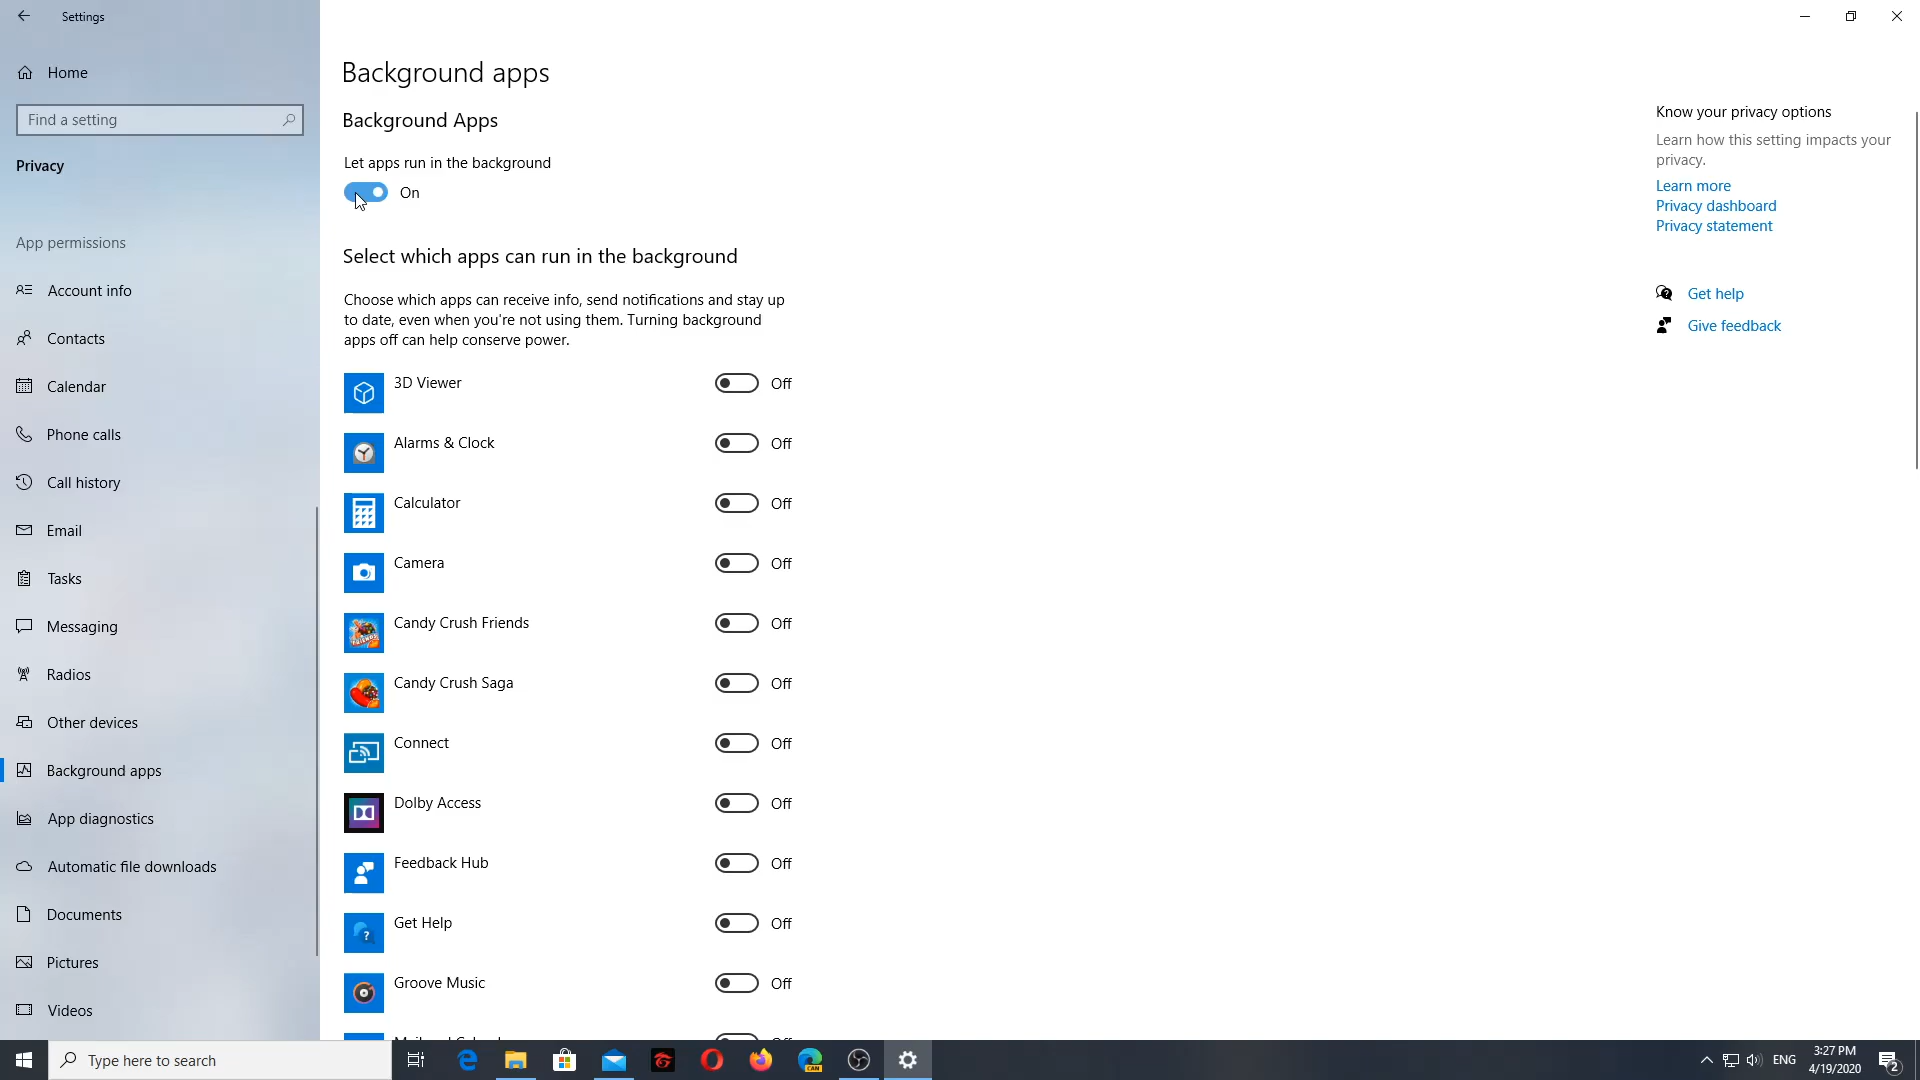 Settings
Home
Find a setting
Privacy
App permissions
Account info
Contacts
Calendar
Phone calls
Call history
Email
Tasks
Messaging
Radios
Other devices
Background apps
App diagnostics
Automatic file downloads
Documents
Pictures
Videos
Background apps
Background Apps
Let apps run in the background
On
Select which apps can run in the background
Choose which apps can receive info, send notifications and stay up
to date, even when you're not using them. Turning background
apps off can help conserve power.
3D Viewer Off
Alarms & Clock Off
Calculator Off
Camera Off
Candy Crush Friends Off
Candy Crush Saga Off
Connect Off
Dolby Access Off
Feedback Hub Off
Get Help Off
Groove Music Off
Know your privacy options
Learn how this setting impacts your
privacy.
Learn more
Privacy dashboard
Privacy statement
Get help
Give feedback
Type here to search
CAN
ENG
3:27 PM
4/19/2020
2